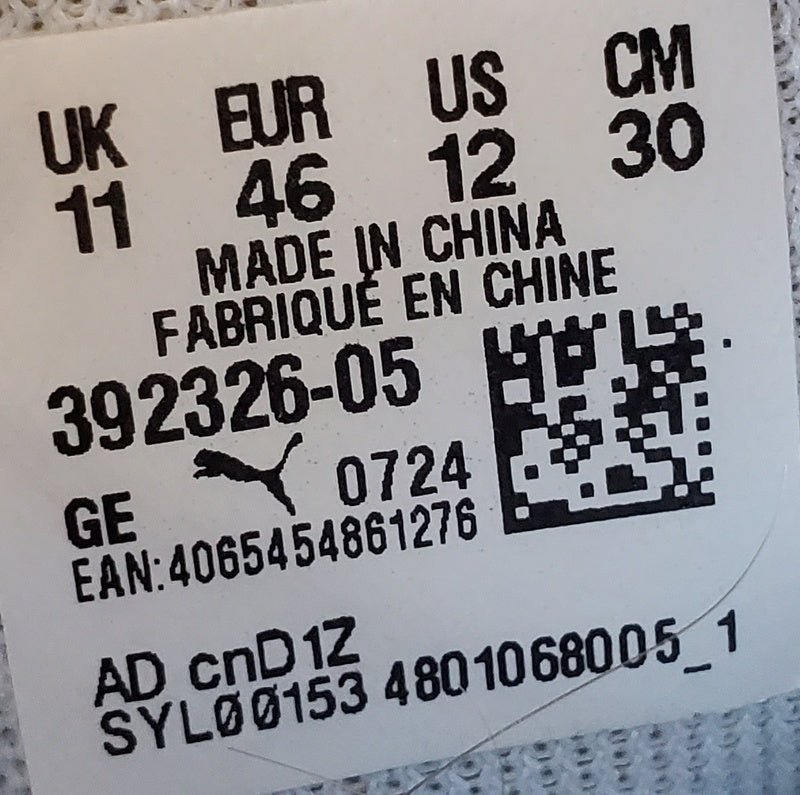 UK EUR US CM
11 46 12 30
MADE IN CHINA
FABRIQUÉ EN CHINE
392326-05
GE 0724
EAN:4065454861276
AD cnD1Z
SYL00153 4801068005_1